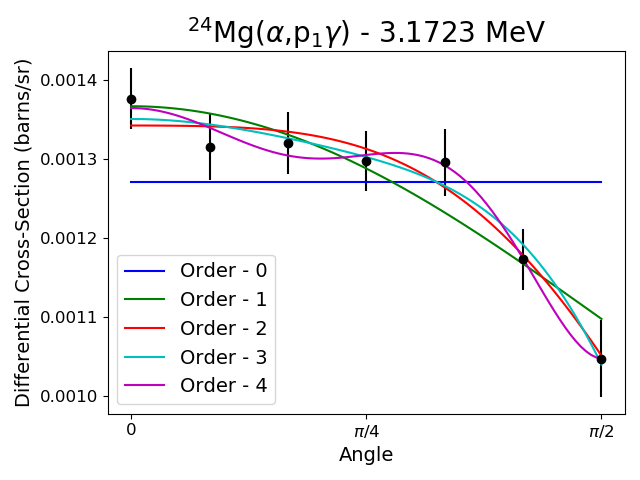 ²⁴Mg(α,p₁γ) - 3.1723 MeV
Differential Cross-Section (barns/sr)
0.0014
0.0013
0.0012
0.0011
0.0010
Order - 0
Order - 1
Order - 2
Order - 3
Order - 4
0 π/4 π/2
Angle